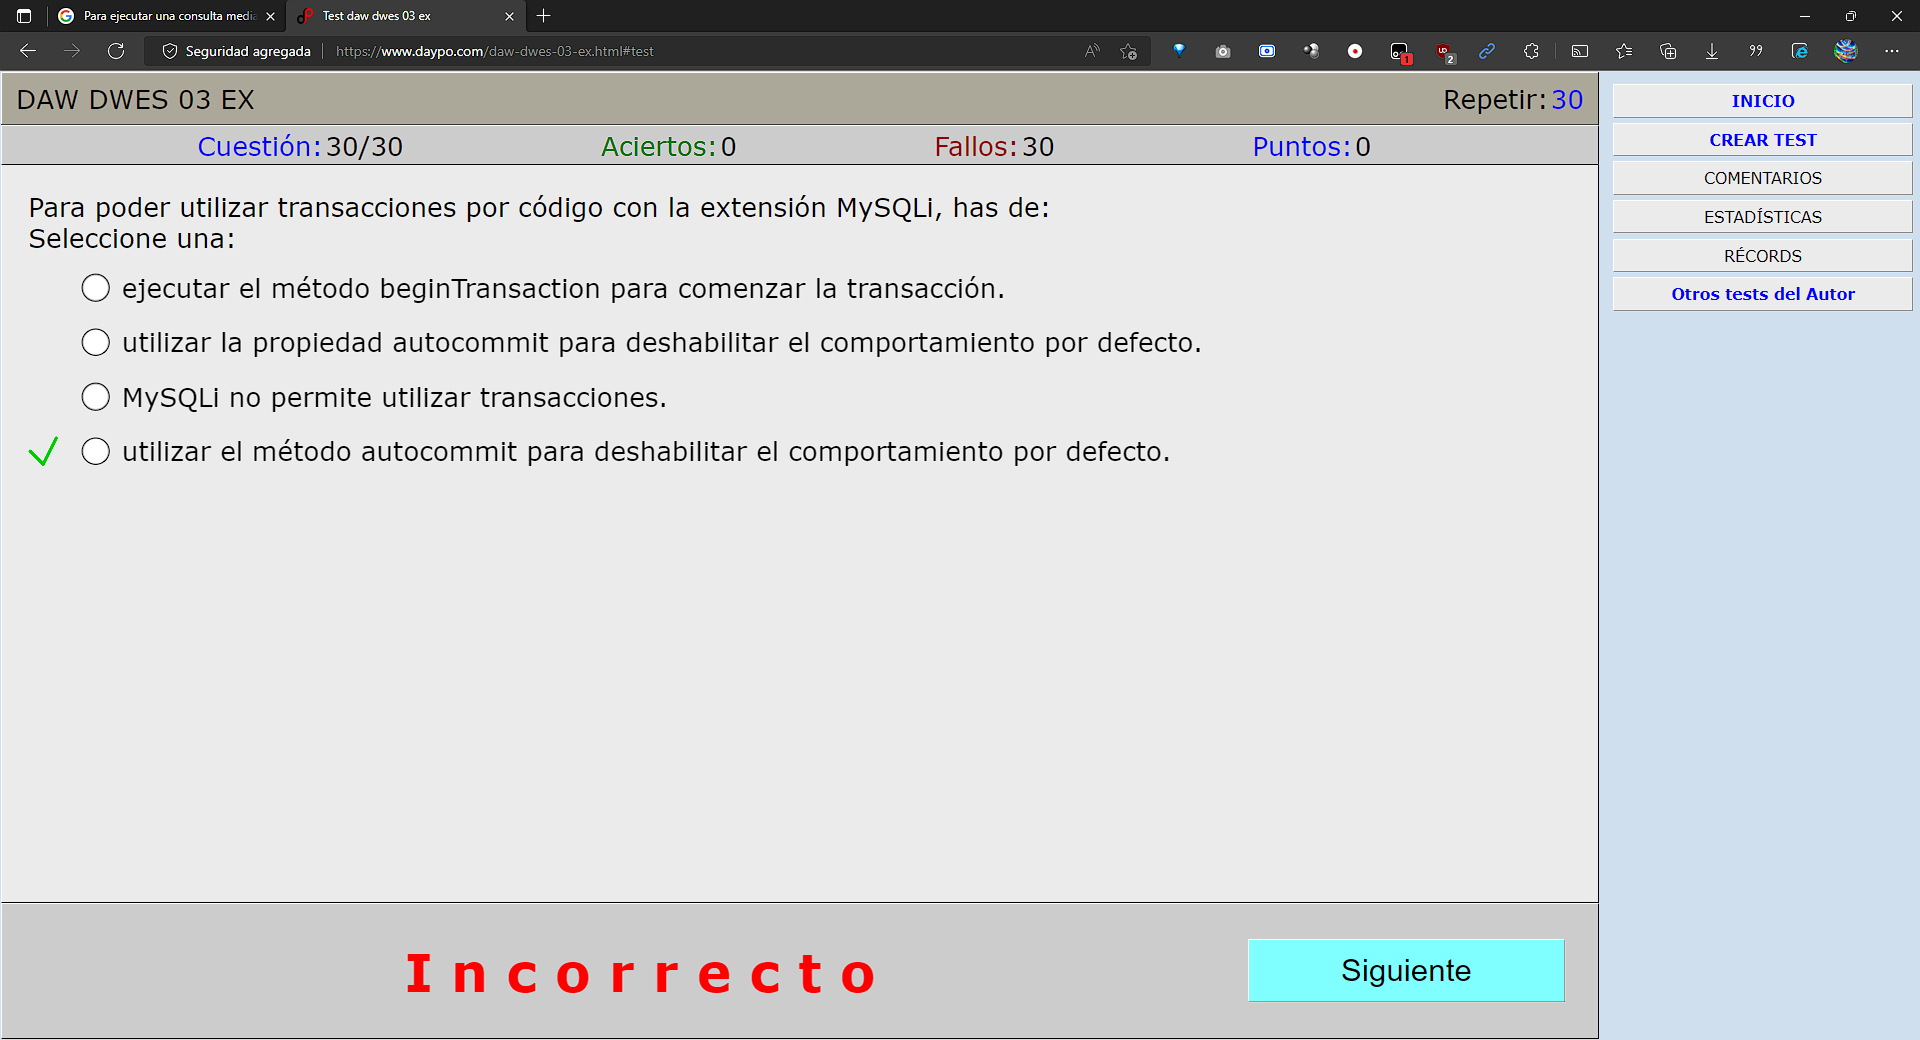 Para ejecutar una consulta media
Test daw dwes 03 ex
Seguridad agregada
https://www.daypo.com/daw-dwes-03-ex.html#test
1
2
DAW DWES 03 EX
Repetir: 30
Cuestión: 30/30
Aciertos: 0
Fallos: 30
Puntos: 0
Para poder utilizar transacciones por código con la extensión MySQLi, has de:
Seleccione una:
ejecutar el método beginTransaction para comenzar la transacción.
utilizar la propiedad autocommit para deshabilitar el comportamiento por defecto.
MySQLi no permite utilizar transacciones.
utilizar el método autocommit para deshabilitar el comportamiento por defecto.
Incorrecto
Siguiente
INICIO
CREAR TEST
COMENTARIOS
ESTADÍSTICAS
RÉCORDS
Otros tests del Autor